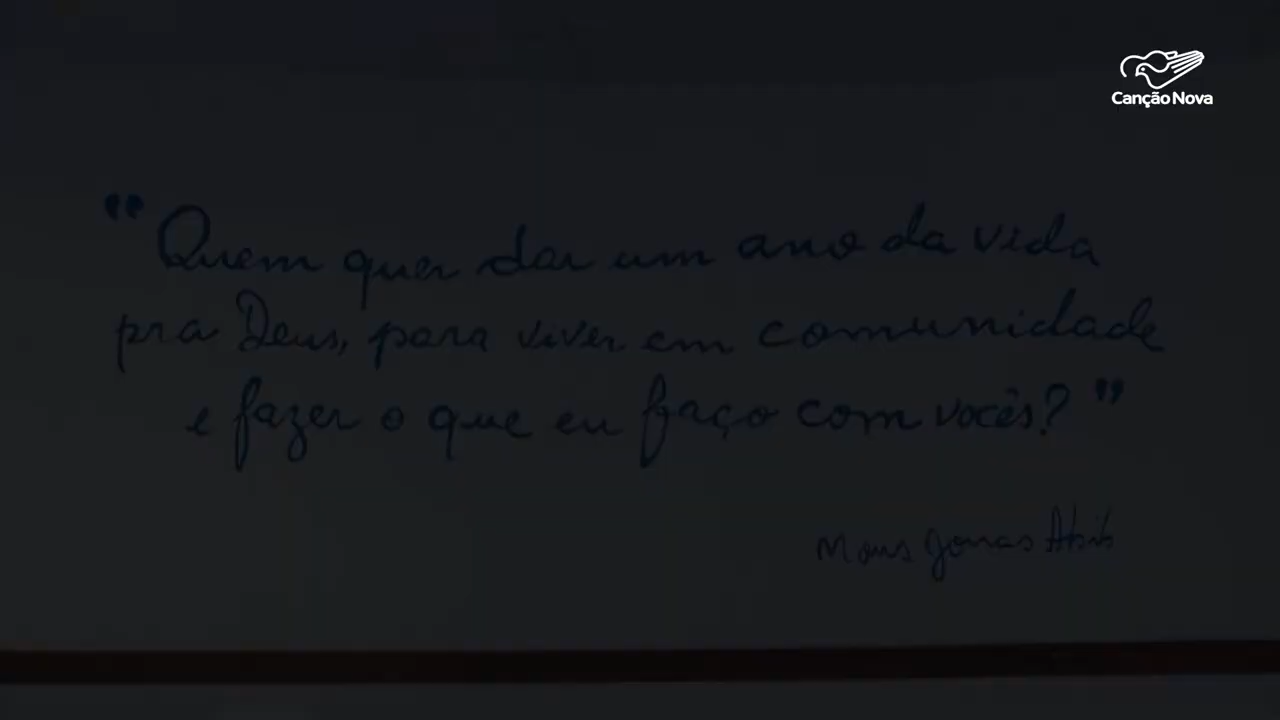 Canção Nova
"Quem quer dar um ano da vida
pra Deus, para viver em comunidade
e fazer o que eu faço com vocês?"
Mons Jonas Abib